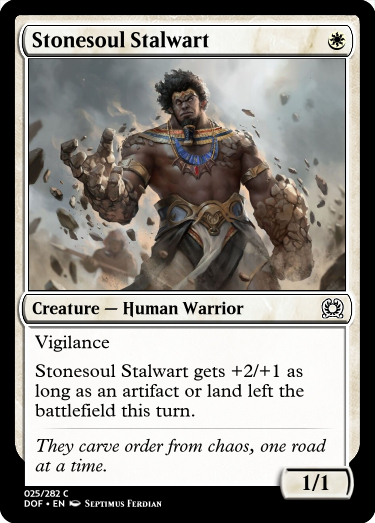 Stonesoul Stalwart
Creature — Human Warrior
Vigilance
Stonesoul Stalwart gets +2/+1 as
long as an artifact or land left the
battlefield this turn.
They carve order from chaos, one road
at a time.
1/1
025/282 C
DOF • EN Septimus Ferdian